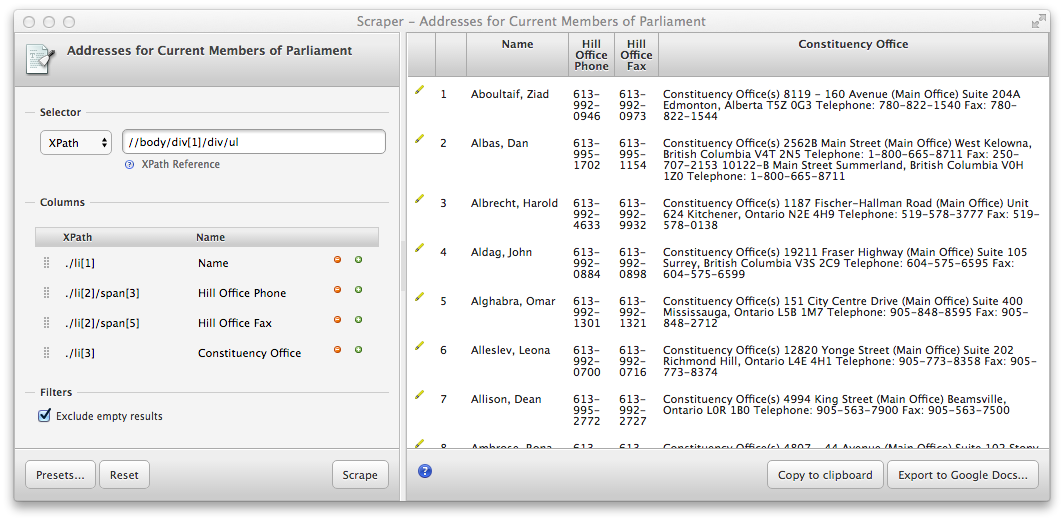 Scraper – Addresses for Current Members of Parliament
Addresses for Current Members of Parliament
Selector
XPath
//body/div[1]/div/ul
? XPath Reference
Columns
XPath Name
./li[1] Name
./li[2]/span[3] Hill Office Phone
./li[2]/span[5] Hill Office Fax
./li[3] Constituency Office
Filters
Exclude empty results
Presets... Reset Scrape
Name Hill Constituency Office
Hill
Office
Phone
Office
Fax
1 Aboultaif, Ziad
613-
992-
0946
613-
992-
0973
Constituency Office(s) 8119 – 160 Avenue (Main Office) Suite 204A
Edmonton, Alberta T5Z 0G3 Telephone: 780-822-1540 Fax: 780-
822-1544
2 Albas, Dan
613-
995-
1702
613-
995-
1154
Constituency Office(s) 2562B Main Street (Main Office) West Kelowna,
British Columbia V4T 2N5 Telephone: 1-800-665-8711 Fax: 250-
707-2153 10122-B Main Street Summerland, British Columbia V0H
1Z0 Telephone: 1-800-665-8711
3 Albrecht, Harold
613-
992-
4633
613-
992-
9932
Constituency Office(s) 1187 Fischer-Hallman Road (Main Office) Unit
624 Kitchener, Ontario N2E 4H9 Telephone: 519-578-3777 Fax: 519-
578-0138
4 Aldag, John
613-
992-
0884
613-
992-
0898
Constituency Office(s) 19211 Fraser Highway (Main Office) Suite 105
Surrey, British Columbia V3S 2C9 Telephone: 604-575-6595 Fax:
604-575-6599
5 Alghabra, Omar
613-
992-
1301
613-
992-
1321
Constituency Office(s) 151 City Centre Drive (Main Office) Suite 400
Mississauga, Ontario L5B 1M7 Telephone: 905-848-8595 Fax: 905-
848-2712
6 Alleslev, Leona
613-
992-
0700
613-
992-
0716
Constituency Office(s) 12820 Yonge Street (Main Office) Suite 202
Richmond Hill, Ontario L4E 4H1 Telephone: 905-773-8358 Fax: 905-
773-8374
7 Allison, Dean
613-
995-
2772
613-
992-
2727
Constituency Office(s) 4994 King Street (Main Office) Beamsville,
Ontario L0R 1B0 Telephone: 905-563-7900 Fax: 905-563-7500
8 Ambrose, Rona
613-
613-
Constituency Office(s) 4807 – 44 Avenue (Main Office) Suite 102 Stony
? Copy to clipboard Export to Google Docs...